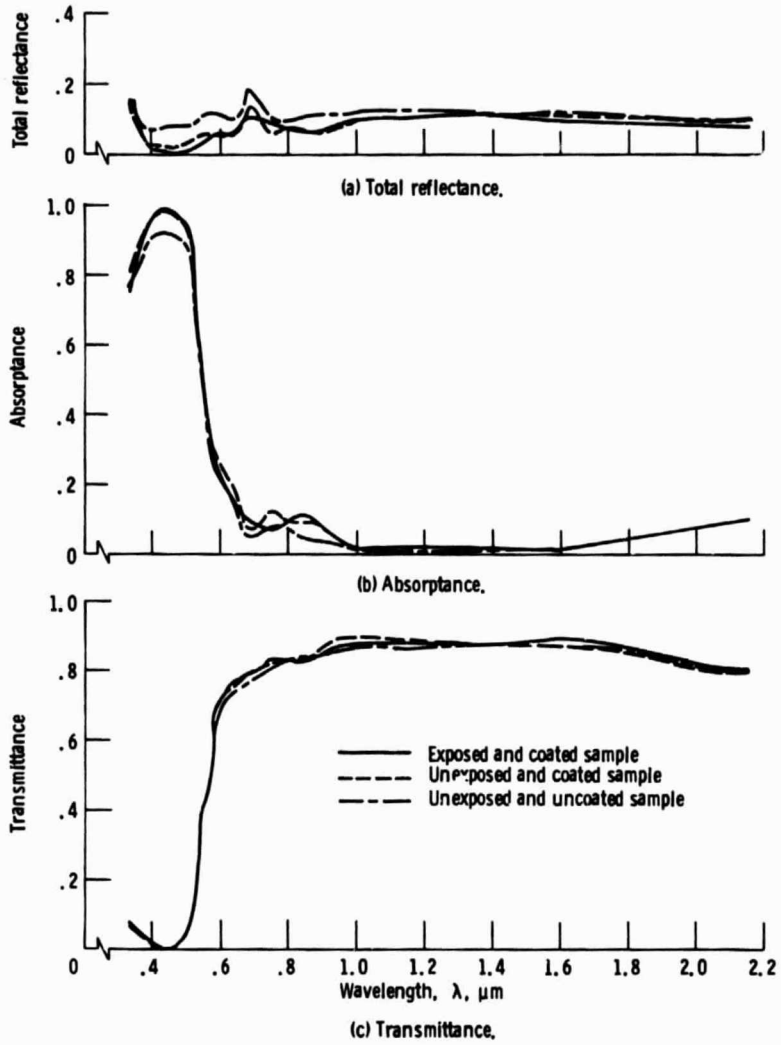 Total reflectance
.4
.2
0
(a) Total reflectance.
Absorptance
1.0
.8
.6
.4
.2
0
(b) Absorptance.
Transmittance
1.0
.8
.6
.4
.2
Exposed and coated sample
Unexposed and coated sample
Unexposed and uncoated sample
0 .4 .6 .8 1.0 1.2 1.4 1.6 1.8 2.0 2.2
Wavelength, λ, μm
(c) Transmittance.